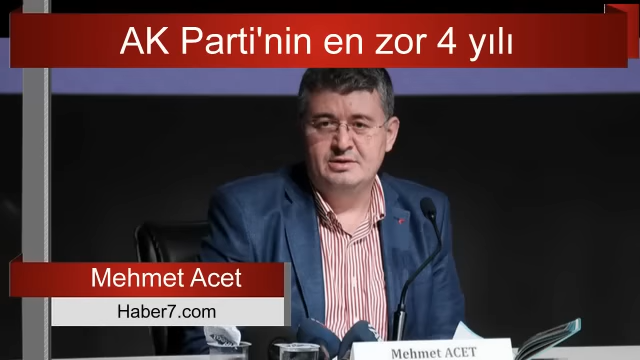 AK Parti'nin en zor 4 yılı
Mehmet Acet
Haber7.com
Mehmet ACET